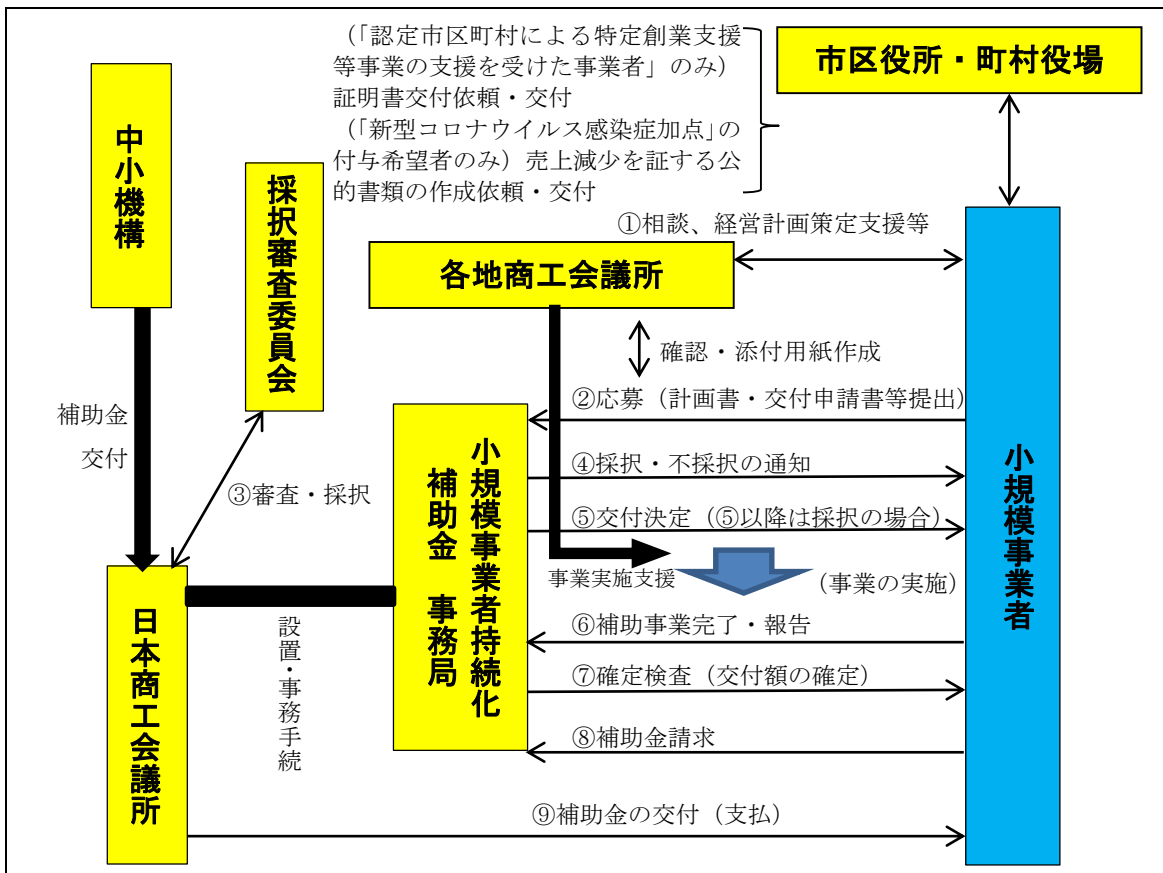 （「認定市区町村による特定創業支援
等事業の支援を受けた事業者」のみ）
証明書交付依頼・交付
（「新型コロナウイルス感染症加点」の
付与希望者のみ）売上減少を証する公
的書類の作成依頼・交付
市区役所・町村役場
中小機構
採択審査委員会
①相談、経営計画策定支援等
各地商工会議所
確認・添付用紙作成
②応募（計画書・交付申請書等提出）
補助金
交付
③審査・採択
小規模事業者持続化
補助金　事務局
④採択・不採択の通知
⑤交付決定（⑤以降は採択の場合）
事業実施支援
（事業の実施）
小規模事業者
日本商工会議所
設置・事務手続
⑥補助事業完了・報告
⑦確定検査（交付額の確定）
⑧補助金請求
⑨補助金の交付（支払）